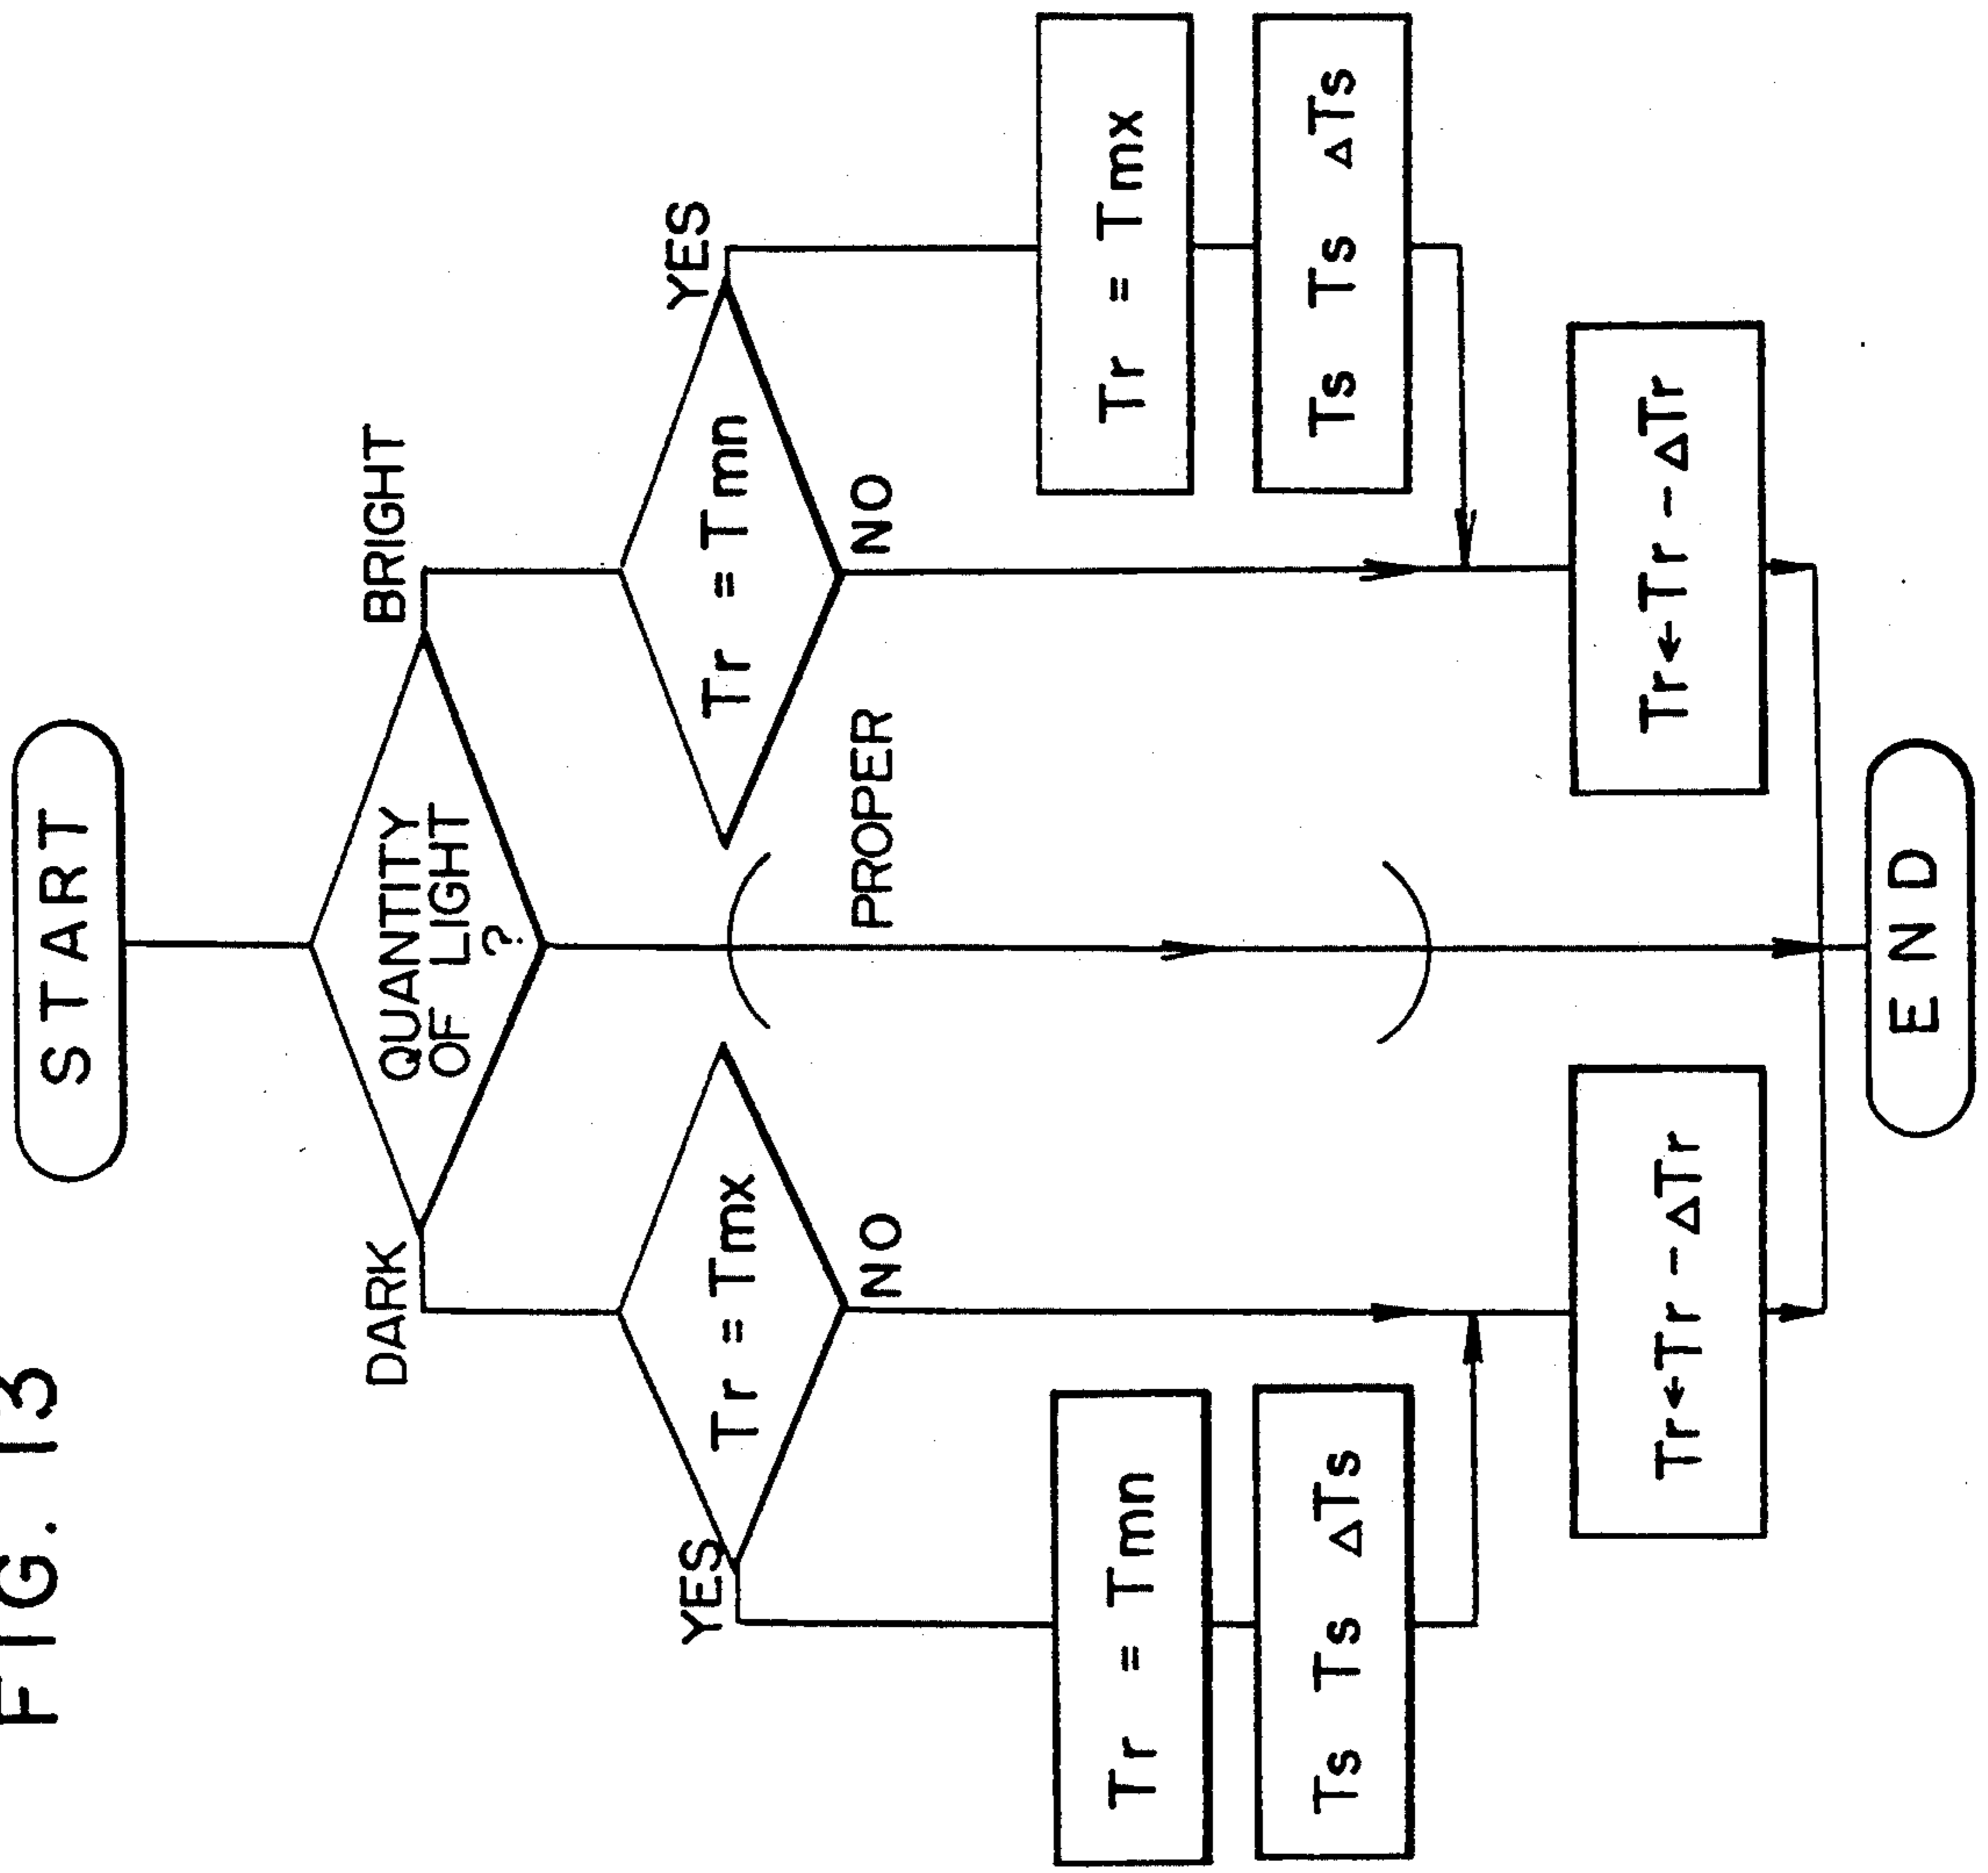 FIG. 13
START
QUANTITY
OF LIGHT
?
DARK
BRIGHT
Tr = Tmx
YES
NO
Tr = Tmn
YES
NO
PROPER
Tr = Tmn
Ts Ts ΔTs
Tr = Tmx
Ts Ts ΔTs
Tr←Tr-ΔTr
Tr←Tr-ΔTr
END